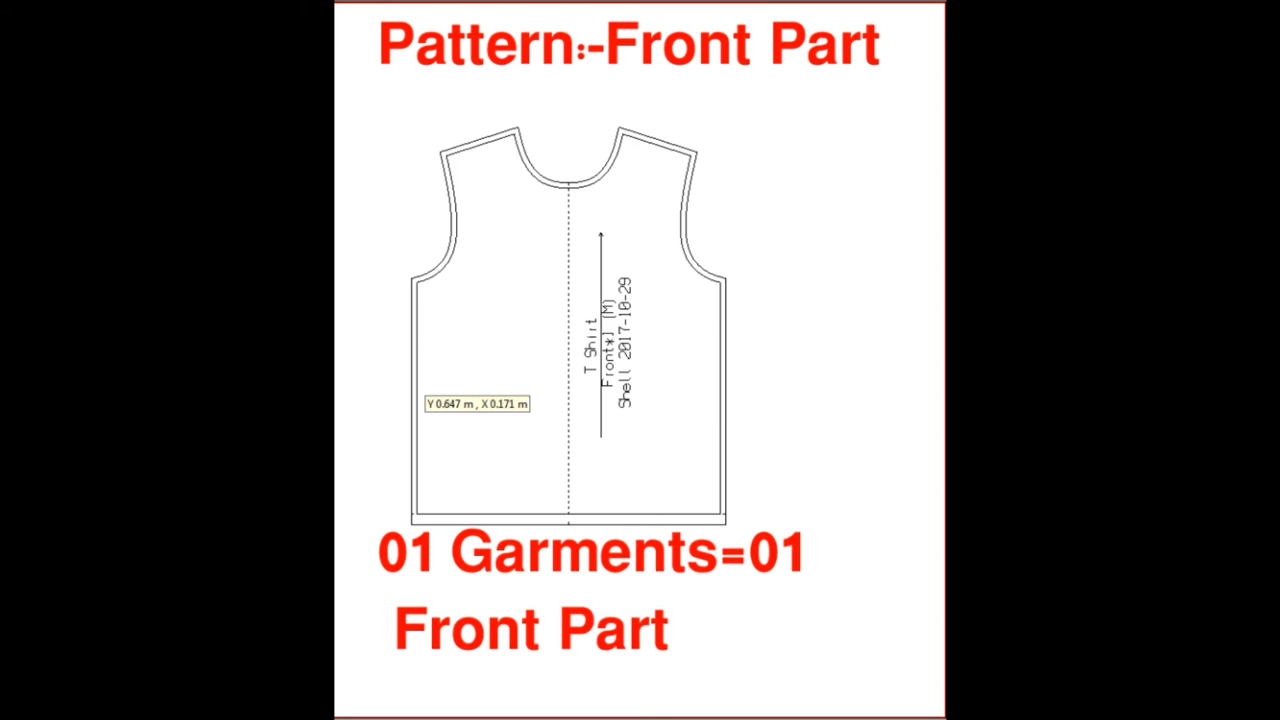 Pattern:-Front Part
T Shirt
Front*1 (M)
Shell 2017-10-29
Y 0.647 m , X 0.171 m
01 Garments=01
Front Part